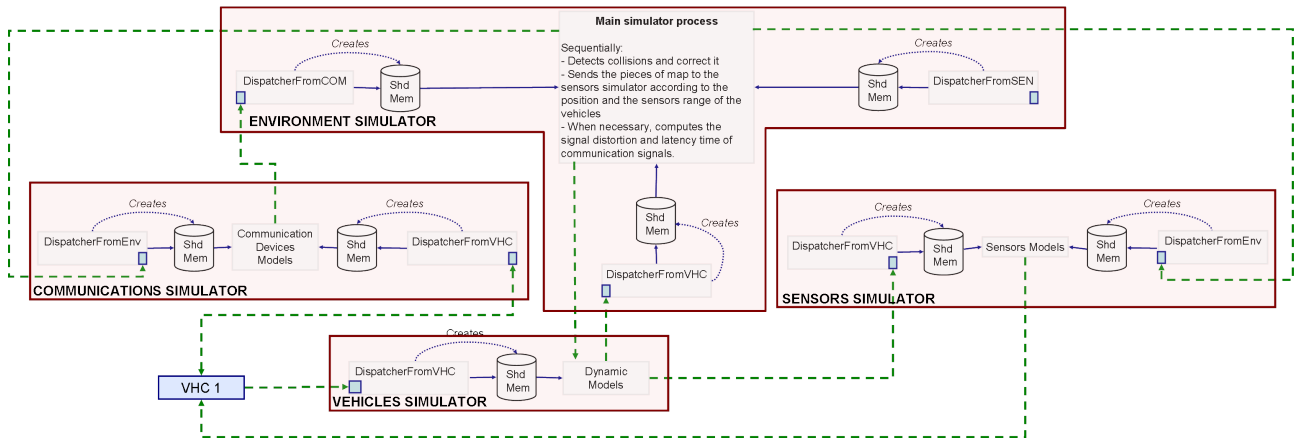 Main simulator process
Sequentially:
- Detects collisions and correct it
- Sends the pieces of map to the
sensors simulator according to the
position and the sensors range of the
vehicles
- When necessary, computes the
signal distortion and latency time of
communication signals.
Creates
DispatcherFromCOM
Shd
Mem
ENVIRONMENT SIMULATOR
Creates
Shd
Mem
DispatcherFromSEN
Creates
Shd
Mem
DispatcherFromVHC
Creates
DispatcherFromEnv
Shd
Mem
Communication
Devices
Models
Creates
Shd
Mem
DispatcherFromVHC
COMMUNICATIONS SIMULATOR
Creates
DispatcherFromVHC
Shd
Mem
Sensors Models
Creates
Shd
Mem
DispatcherFromEnv
SENSORS SIMULATOR
VHC 1
Creates
DispatcherFromVHC
Shd
Mem
Dynamic
Models
VEHICLES SIMULATOR